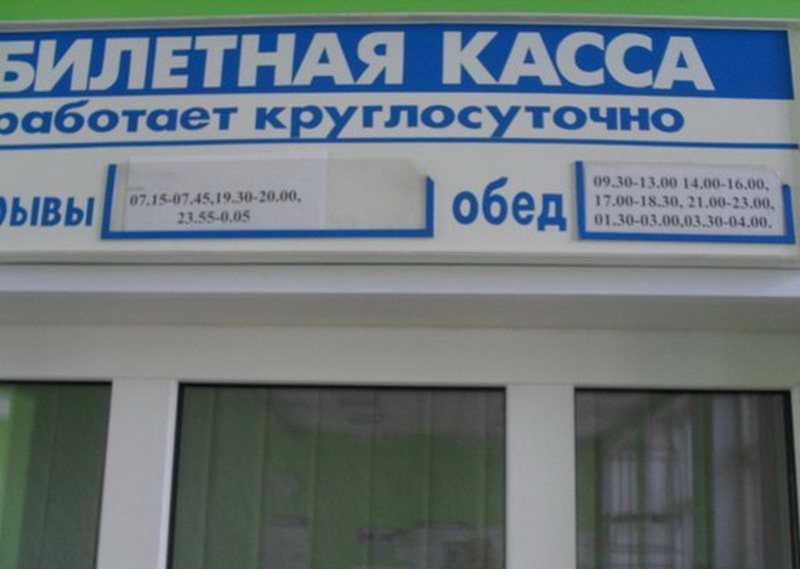 БИЛЕТНАЯ КАССА
работает круглосуточно
рывы
07.15-07.45,19.30-20.00,
23.55-0.05
обед
09.30-13.00 14.00-16.00,
17.00-18.30, 21.00-23.00,
01.30-03.00,03.30-04.00.